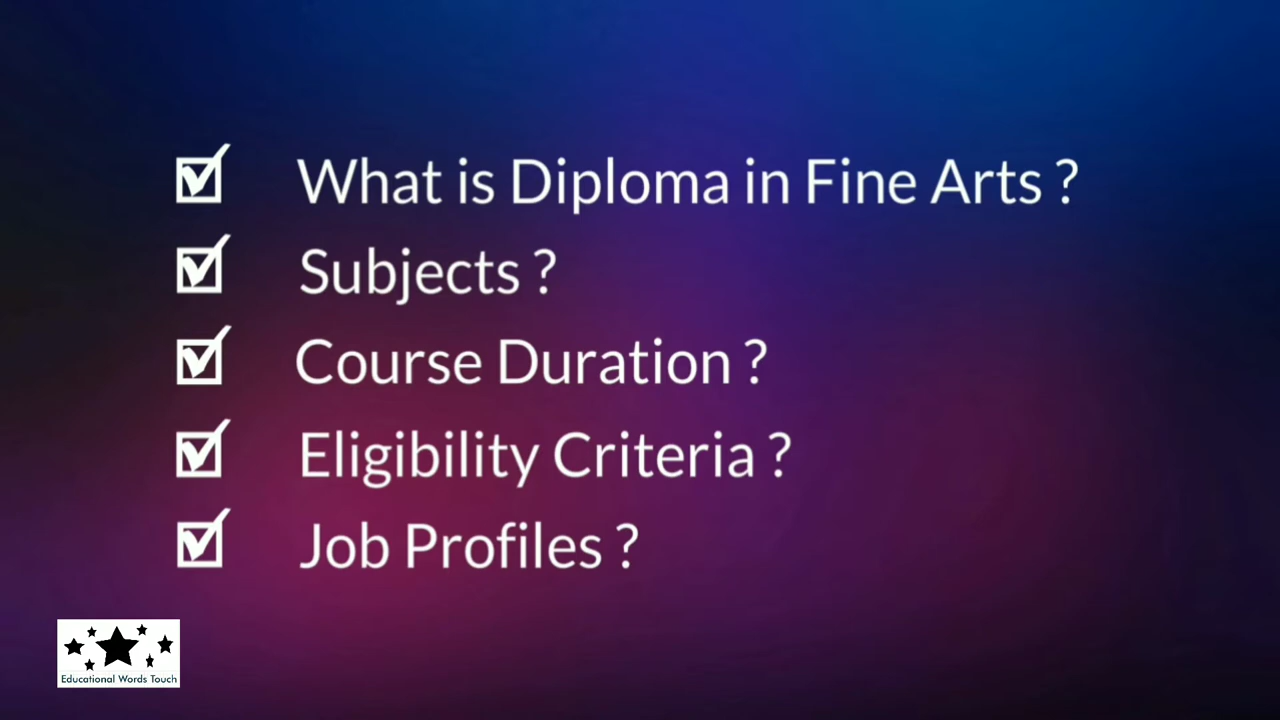 What is Diploma in Fine Arts ?
Subjects ?
Course Duration ?
Eligibility Criteria ?
Job Profiles ?
Educational Words Touch